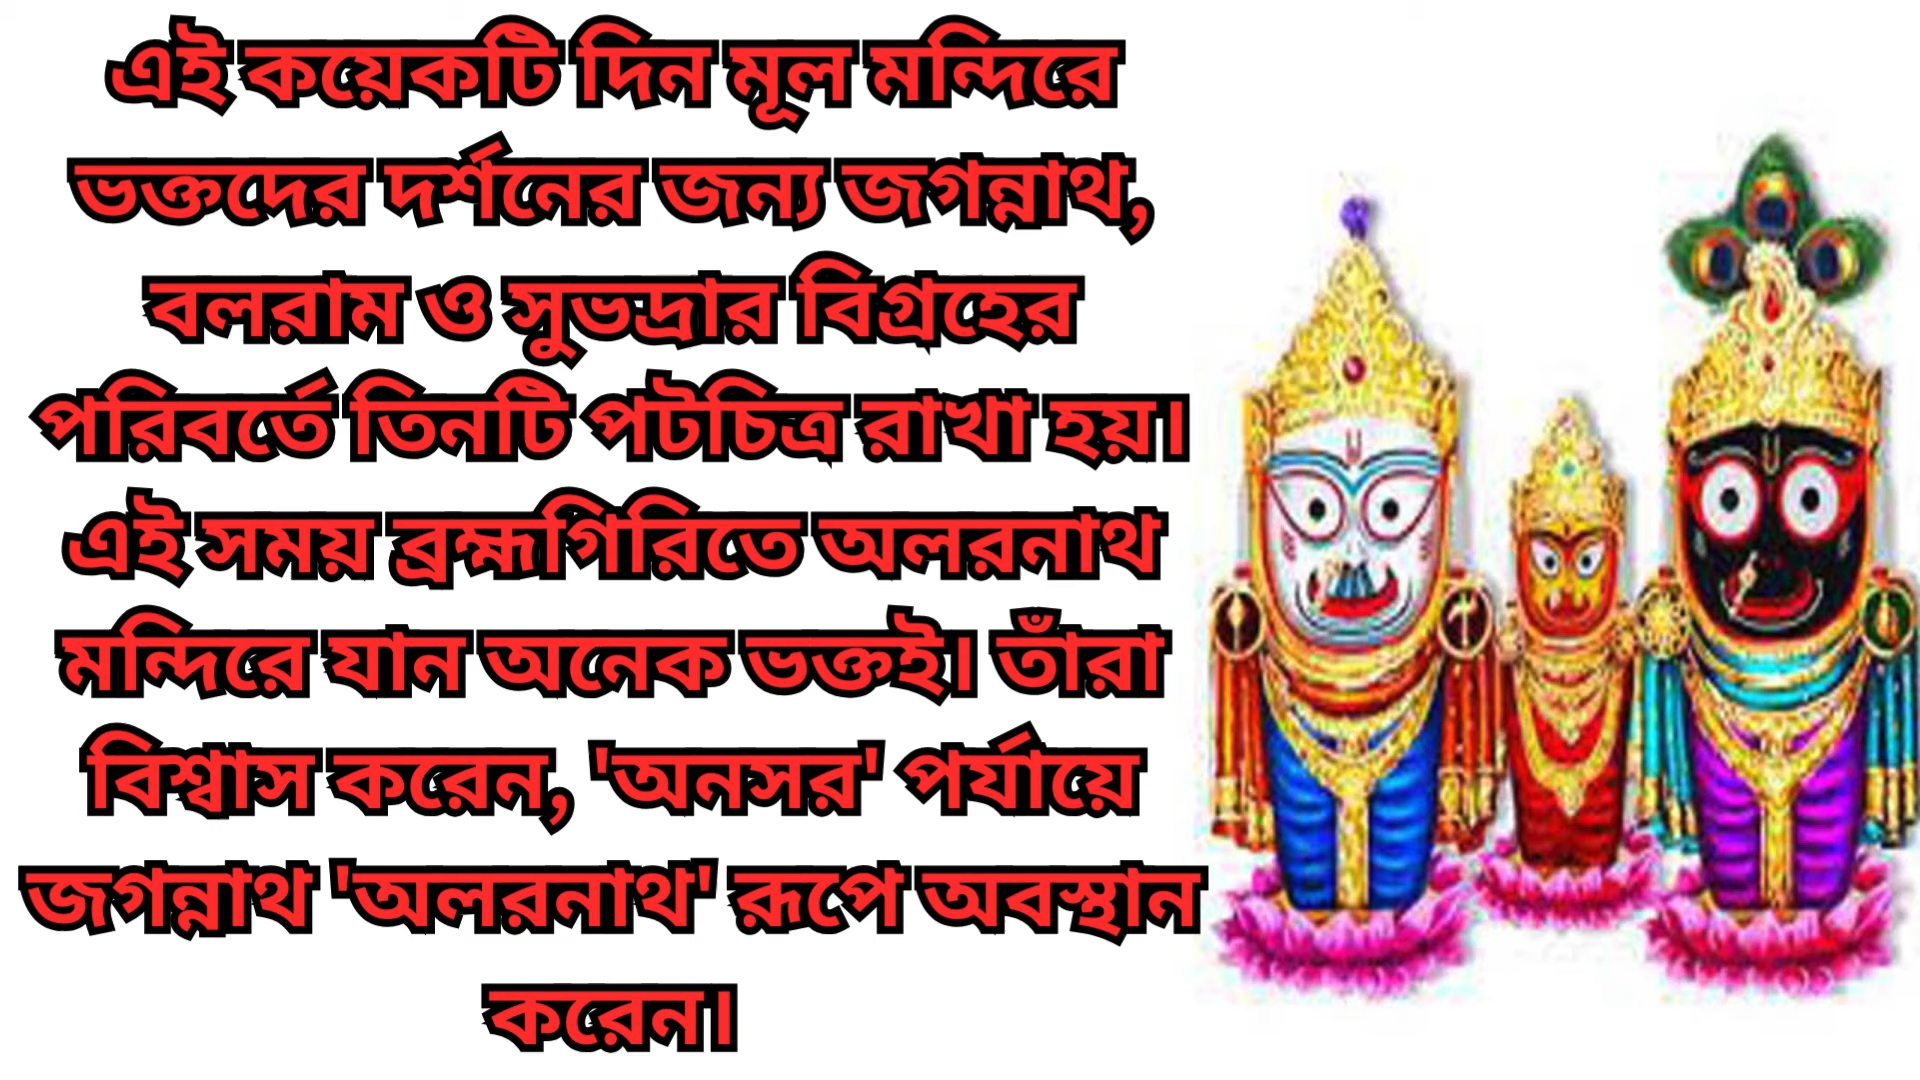 এই কয়েকটি দিন মূল মন্দিরে
ভক্তদের দর্শনের জন্য জগন্নাথ,
বলরাম ও সুভদ্রার বিগ্রহের
পরিবর্তে তিনটি পটচিত্র রাখা হয়।
এই সময় ব্রহ্মগিরিতে অলরনাথ
মন্দিরে যান অনেক ভক্তই। তাঁরা
বিশ্বাস করেন, 'অনসর' পর্যায়ে
জগন্নাথ 'অলরনাথ' রূপে অবস্থান
করেন।